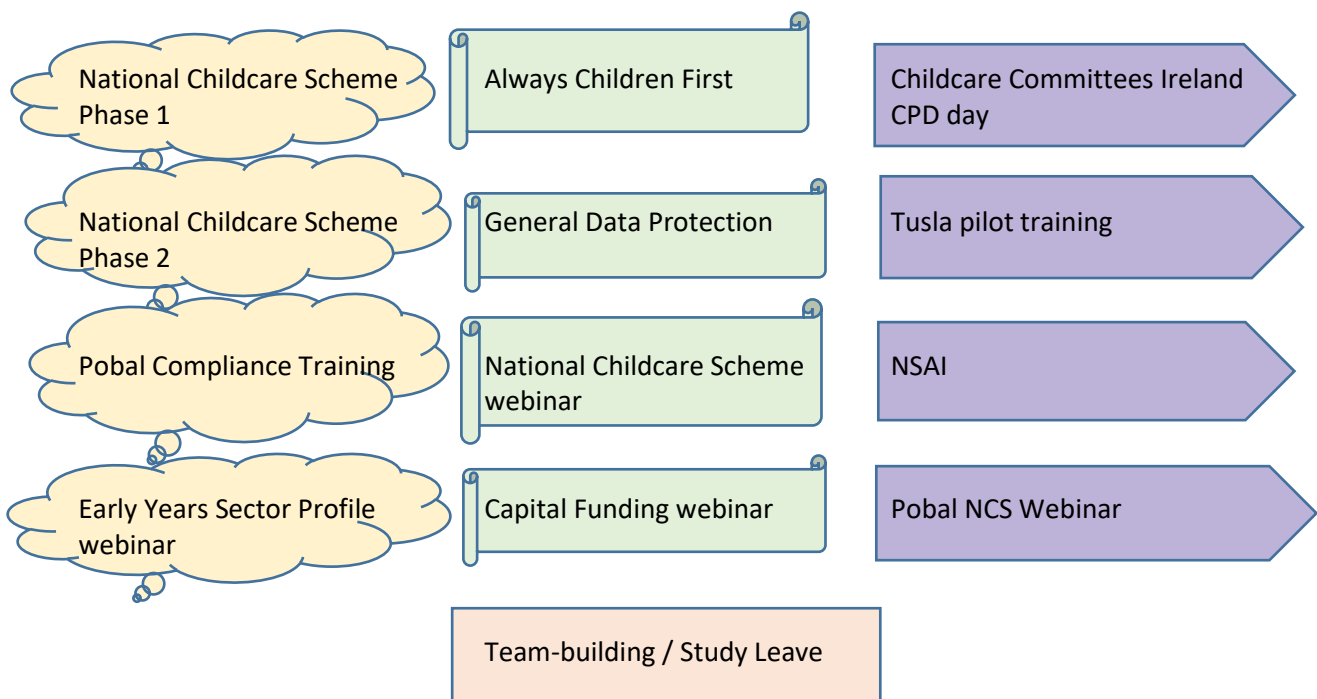 National Childcare Scheme
Phase 1
Always Children First
Childcare Committees Ireland
CPD day
National Childcare Scheme
Phase 2
General Data Protection
Tusla pilot training
Pobal Compliance Training
National Childcare Scheme
webinar
NSAI
Early Years Sector Profile
webinar
Capital Funding webinar
Pobal NCS Webinar
Team-building / Study Leave